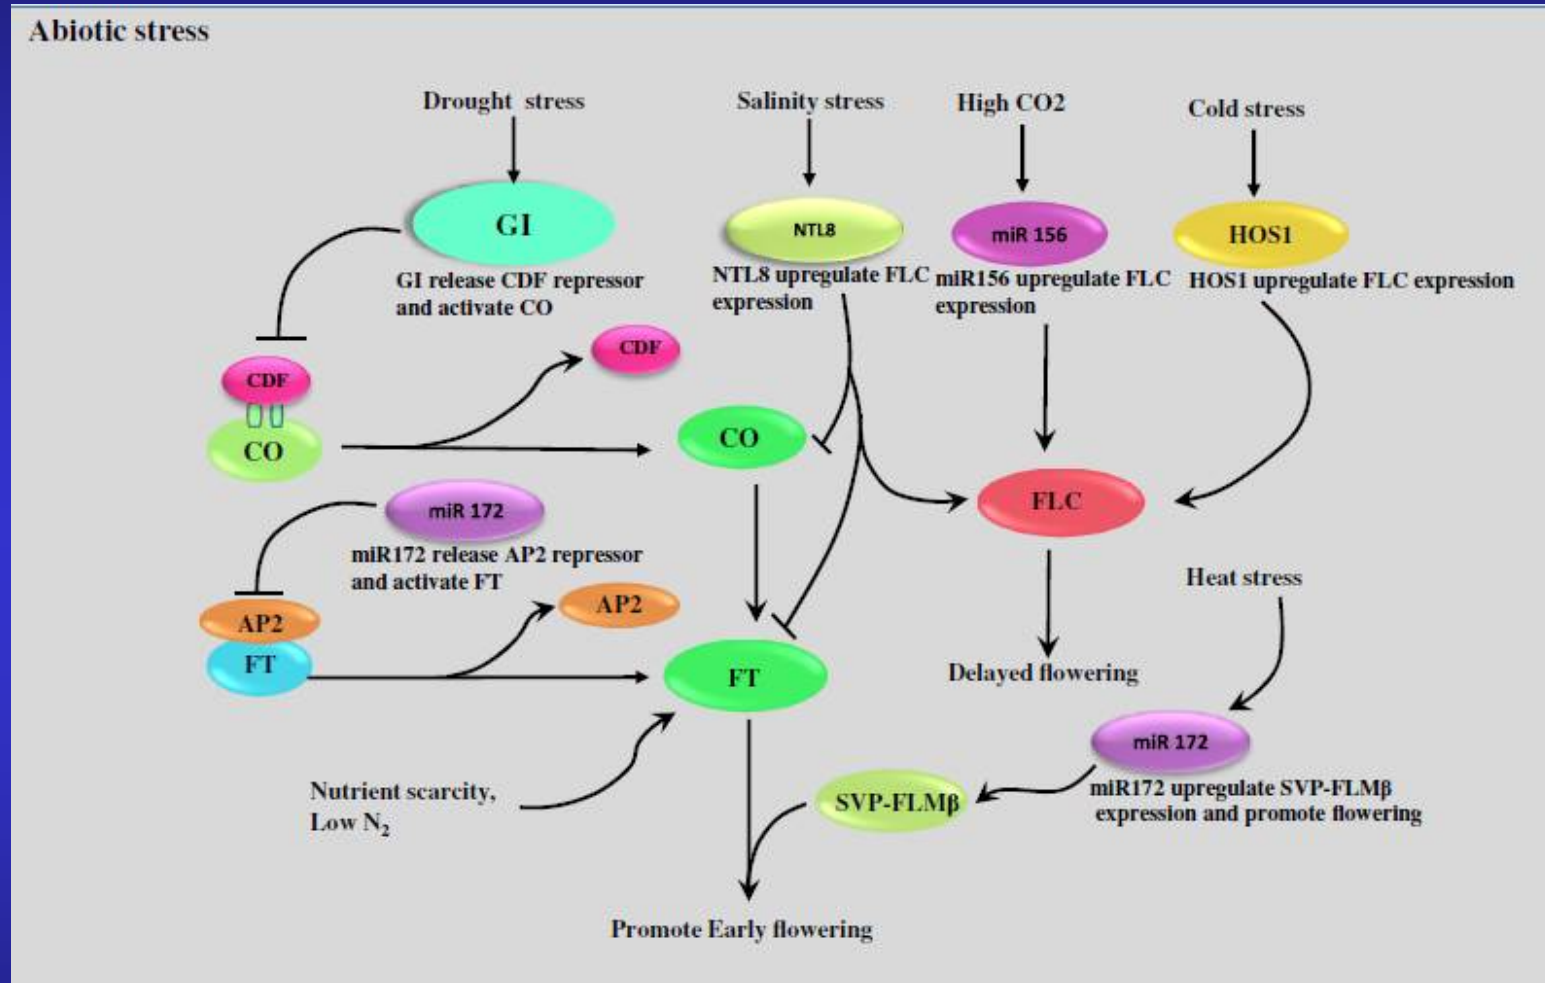 Abiotic stress
Drought stress
Salinity stress
High CO2
Cold stress
GI
NTL8
miR 156
HOS1
GI release CDF repressor
and activate CO
NTL8 upregulate FLC
expression
miR156 upregulate FLC
expression
HOS1 upregulate FLC expression
CDF
CDF
CO
CO
FLC
miR 172
miR172 release AP2 repressor
and activate FT
AP2
AP2
FT
FT
Heat stress
Delayed flowering
miR 172
miR172 upregulate SVP-FLMβ
expression and promote flowering
SVP-FLMβ
Nutrient scarcity,
Low N₂
Promote Early flowering